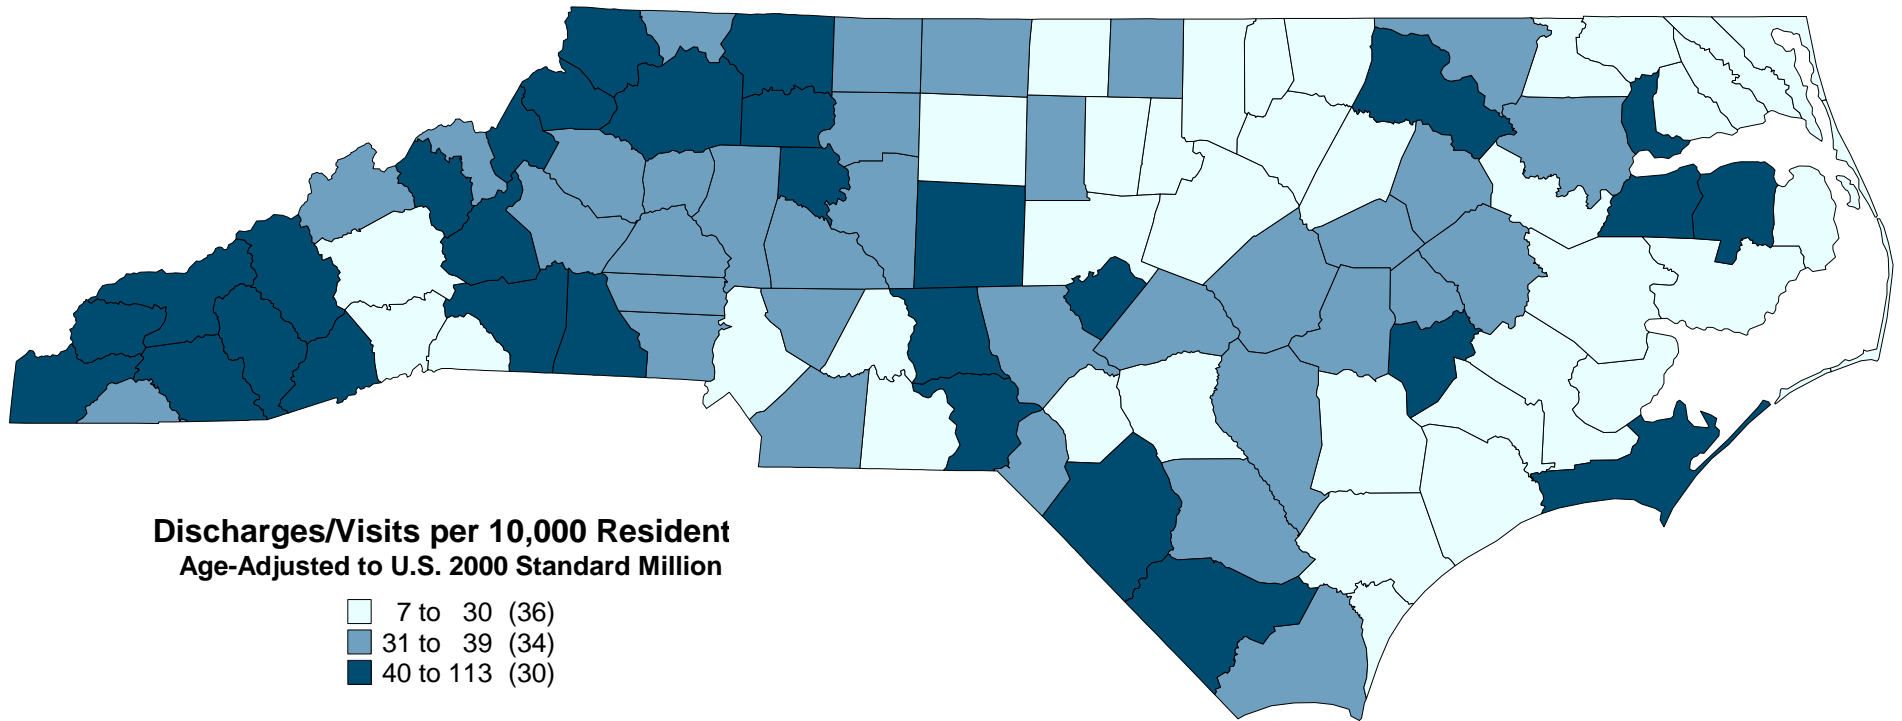 Discharges/Visits per 10,000 Resident
Age-Adjusted to U.S. 2000 Standard Million
7 to 30 (36)
31 to 39 (34)
40 to 113 (30)